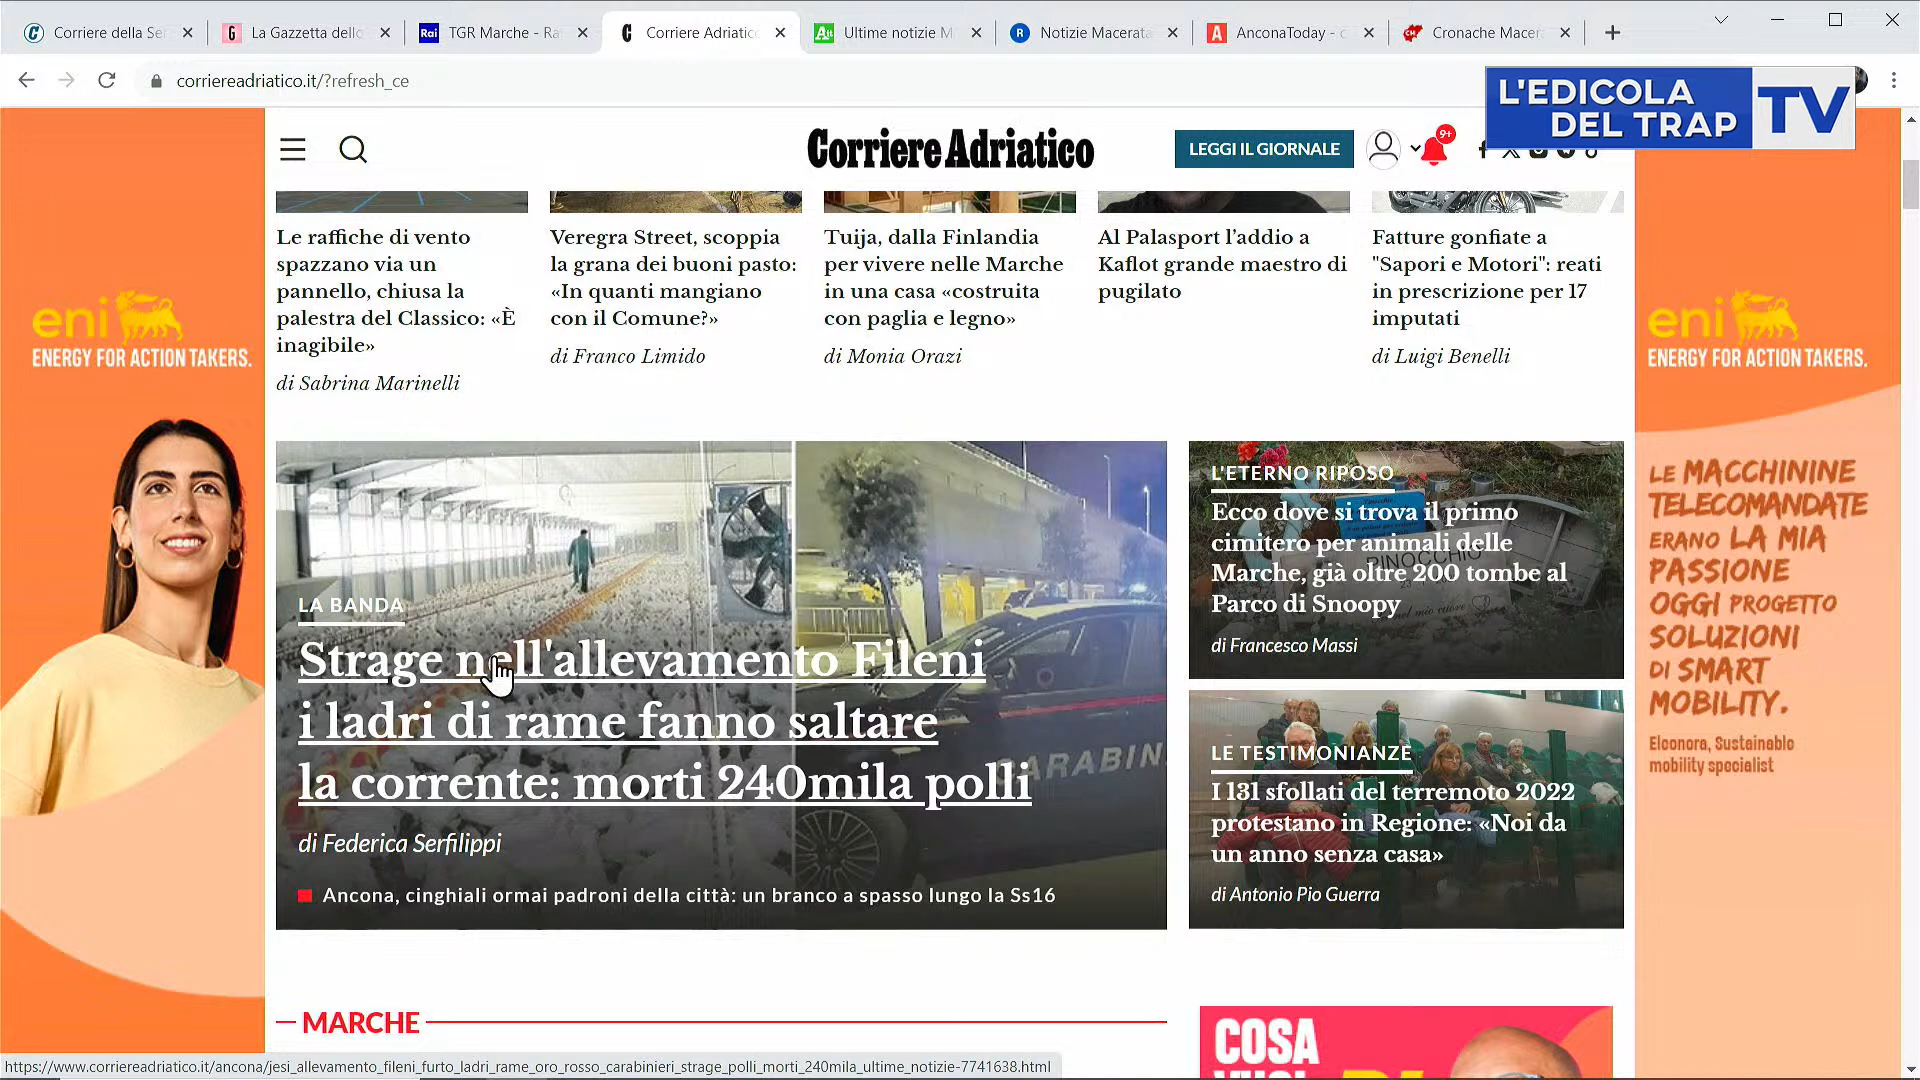 Corriere della Se
La Gazzetta dello
TGR Marche - Ra
Corriere Adriatico
Ultime notizie M
Notizie Macerata
AnconaToday - c
Cronache Macer
corriereadriatico.it/?refresh_ce
L'EDICOLA
DEL TRAP
TV
Corriere Adriatico
LEGGI IL GIORNALE
9+
Le raffiche di vento
spazzano via un
pannello, chiusa la
palestra del Classico: «È
inagibile»
di Sabrina Marinelli
Veregra Street, scoppia
la grana dei buoni pasto:
«In quanti mangiano
con il Comune?»
di Franco Limido
Tuija, dalla Finlandia
per vivere nelle Marche
in una casa «costruita
con paglia e legno»
di Monia Orazi
Al Palasport l'addio a
Kaflot grande maestro di
pugilato
Fatture gonfiate a
"Sapori e Motori": reati
in prescrizione per 17
imputati
di Luigi Benelli
eni
ENERGY FOR ACTION TAKERS.
eni
ENERGY FOR ACTION TAKERS.
LE MACCHININE
TELECOMANDATE
ERANO LA MIA
PASSIONE
OGGI PROGETTO
SOLUZIONI
DI SMART
MOBILITY.
Eleonora, Sustainable
mobility specialist
LA BANDA
Strage nell'allevamento Fileni
i ladri di rame fanno saltare
la corrente: morti 240mila polli
di Federica Serfilippi
Ancona, cinghiali ormai padroni della città: un branco a spasso lungo la Ss16
CARABIN
L'ETERNO RIPOSO
Ecco dove si trova il primo
cimitero per animali delle
Marche, già oltre 200 tombe al
Parco di Snoopy
di Francesco Massi
PINOCCHIO
LE TESTIMONIANZE
I 131 sfollati del terremoto 2022
protestano in Regione: «Noi da
un anno senza casa»
di Antonio Pio Guerra
MARCHE
COSA
https://www.corriereadriatico.it/ancona/jesi_allevamento_fileni_furto_ladri_rame_oro_rosso_carabinieri_strage_polli_morti_240mila_ultime_notizie-7741638.html